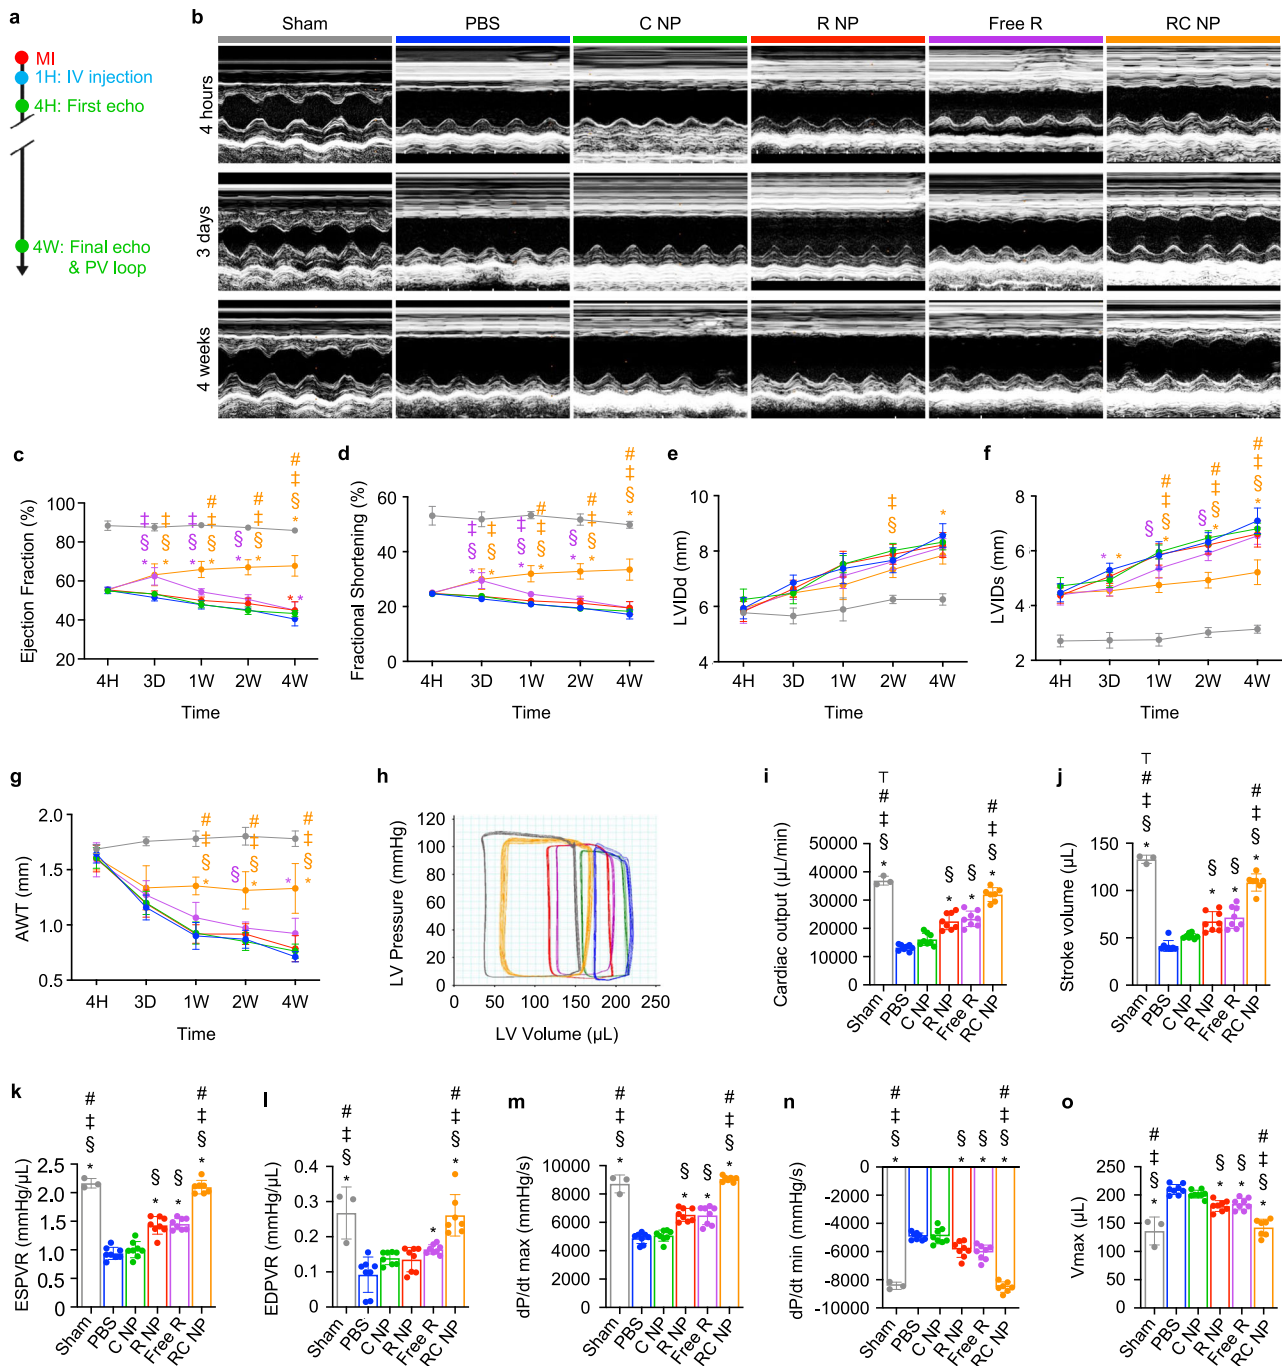 a
MI
1H: IV injection
4H: First echo
4W: Final echo
& PV loop
b
Sham
PBS
C NP
R NP
Free R
RC NP
4 hours
3 days
4 weeks
c
Ejection Fraction (%)
100
80
60
40
20
4H
3D
1W
2W
4W
Time
‡ ‡ ‡ ‡ # # #
§ § § § ‡ ‡ ‡
* * * * § § §
* * * *
d
Fractional Shortening (%)
60
40
20
0
4H
3D
1W
2W
4W
Time
‡ ‡ ‡ # # #
§ § § ‡ ‡ ‡
* * * * § § §
* * *
e
LVIDd (mm)
8
6
4
4H
3D
1W
2W
4W
Time
‡
§
*
f
LVIDs (mm)
8
6
4
2
4H
3D
1W
2W
4W
Time
# # #
‡ ‡ ‡
§ § § § §
* * * * *
g
AWT (mm)
2.0
1.5
1.0
0.5
4H
3D
1W
2W
4W
Time
# # #
‡ ‡ ‡
§ § § §
* * * *
h
LV Pressure (mmHg)
120
100
80
60
40
20
0
0
50
100
150
200
250
LV Volume (µL)
i
Cardiac output (µL/min)
50000
40000
30000
20000
10000
0
Sham
PBS
C NP
R NP
Free R
RC NP
⊤
# #
‡ ‡
§ § § §
* * * *
j
Stroke volume (µL)
150
100
50
0
Sham
PBS
C NP
R NP
Free R
RC NP
⊤
# #
‡ ‡
§ § § §
* * * *
k
ESPVR (mmHg/µL)
2.5
2.0
1.5
1.0
0.5
0
Sham
PBS
C NP
R NP
Free R
RC NP
# #
‡ ‡
§ § § §
* * * *
l
EDPVR (mmHg/µL)
0.4
0.3
0.2
0.1
0
Sham
PBS
C NP
R NP
Free R
RC NP
# #
‡ ‡
§ §
* * *
m
dP/dt max (mmHg/s)
10000
8000
6000
4000
2000
0
Sham
PBS
C NP
R NP
Free R
RC NP
# #
‡ ‡
§ § § §
* * * *
n
dP/dt min (mmHg/s)
0
-2000
-4000
-6000
-8000
-10000
Sham
PBS
C NP
R NP
Free R
RC NP
# #
‡ ‡
§ § § §
* * * *
o
Vmax (µL)
250
200
150
100
50
0
Sham
PBS
C NP
R NP
Free R
RC NP
# #
‡ ‡
§ § § §
* * * *